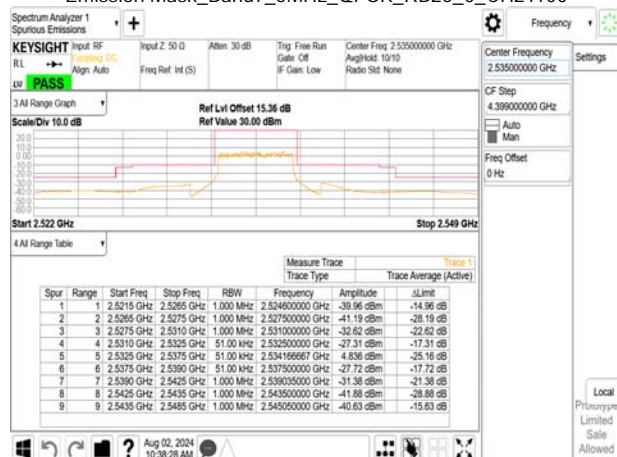 Spectrum Analyzer 1
Spurious Emissions
Frequency
KEYSIGHT
Input: RF
Coupling: DC
Align: Auto
Input Z: 50 Ω
Freq Ref: Int (S)
Atten: 30 dB
Trig: Free Run
Gate: Off
IF Gain: Low
Center Freq: 2.535000000 GHz
Avg|Hold: 10/10
Radio Std: None
RL
PASS
Center Frequency
2.535000000 GHz
Settings
CF Step
4.399000000 GHz
Auto
Man
Freq Offset
0 Hz
3 All Range Graph
Scale/Div 10.0 dB
Ref Lvl Offset 15.36 dB
Ref Value 30.00 dBm
20.0
10.0
0.00
-10.0
-20.0
-30.0
-40.0
-50.0
-60.0
Start 2.522 GHz
Stop 2.549 GHz
4 All Range Table
Measure Trace Trace 1
Trace Type Trace Average (Active)
Spur Range Start Freq Stop Freq RBW Frequency Amplitude ΔLimit
1 1 2.5215 GHz 2.5265 GHz 1.000 MHz 2.524600000 GHz -39.96 dBm -14.96 dB
2 2 2.5265 GHz 2.5275 GHz 1.000 MHz 2.527500000 GHz -41.19 dBm -28.19 dB
3 3 2.5275 GHz 2.5310 GHz 1.000 MHz 2.531000000 GHz -32.62 dBm -22.62 dB
4 4 2.5310 GHz 2.5325 GHz 51.00 kHz 2.532500000 GHz -27.31 dBm -17.31 dB
5 5 2.5325 GHz 2.5375 GHz 51.00 kHz 2.534166667 GHz 4.836 dBm -25.16 dB
6 6 2.5375 GHz 2.5390 GHz 51.00 kHz 2.537500000 GHz -27.72 dBm -17.72 dB
7 7 2.5390 GHz 2.5425 GHz 1.000 MHz 2.539035000 GHz -31.38 dBm -21.38 dB
8 8 2.5425 GHz 2.5435 GHz 1.000 MHz 2.543500000 GHz -41.88 dBm -28.88 dB
9 9 2.5435 GHz 2.5485 GHz 1.000 MHz 2.545050000 GHz -40.63 dBm -15.63 dB
Local
Prototype
Limited
Sale
Allowed
Aug 02, 2024
10:38:28 AM